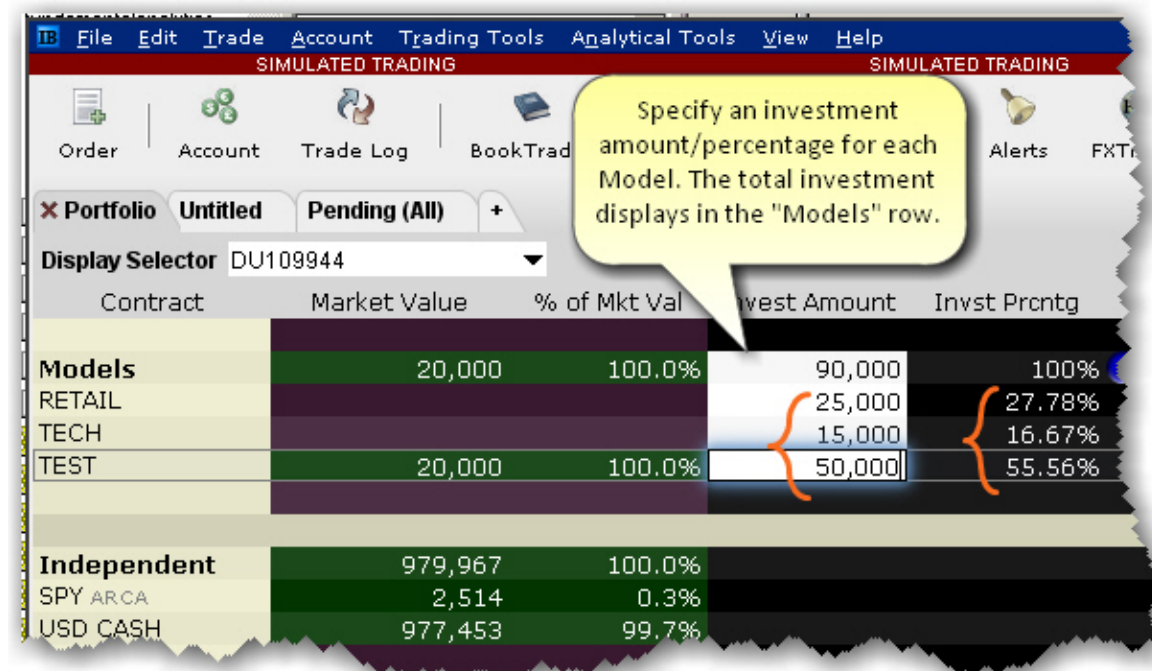 IB File Edit Trade Account Trading Tools Analytical Tools View Help
SIMULATED TRADING SIMULATED TRADING
Specify an investment
amount/percentage for each
Model. The total investment
displays in the "Models" row.
Order Account Trade Log BookTrad Alerts FXTr
Portfolio Untitled Pending (All) +
Display Selector DU109944
Contract Market Value % of Mkt Val vest Amount Invst Prcntg
Models 20,000 100.0% 90,000 100%
RETAIL 25,000 27.78%
TECH 15,000 16.67%
TEST 20,000 100.0% 50,000 55.56%
Independent 979,967 100.0%
SPY ARCA 2,514 0.3%
USD CASH 977,453 99.7%